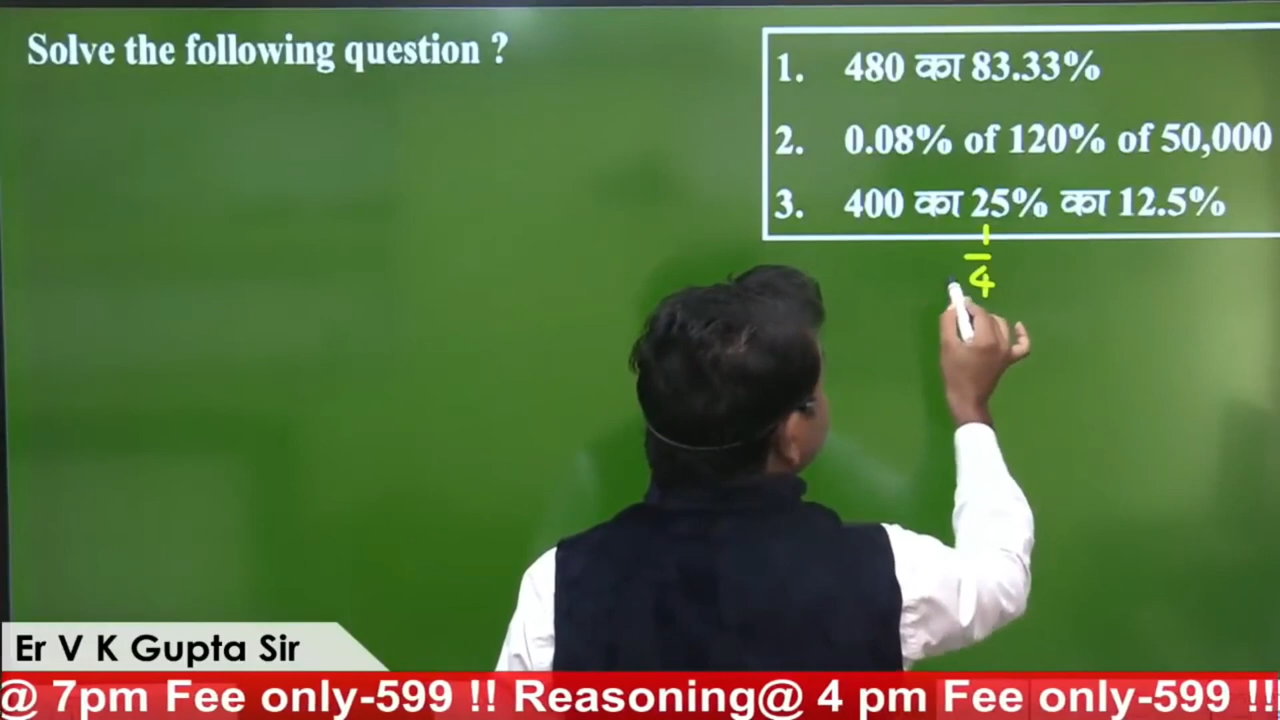 Solve the following question ?
1. 480 का 83.33%
2. 0.08% of 120% of 50,000
3. 400 का 25% का 12.5%
1
4
Er V K Gupta Sir
@ 7pm Fee only-599 !! Reasoning@ 4 pm Fee only-599 !!